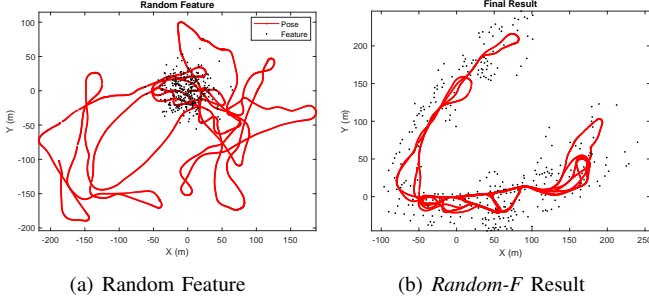 Random Feature
Pose
Feature
Y (m)
100
50
0
-50
-100
-150
-200
-200 -150 -100 -50 0 50 100 150
X (m)
(a) Random Feature
Final Result
Y (m)
200
150
100
50
0
-100 -50 0 50 100 150 200 250
X (m)
(b) Random-F Result